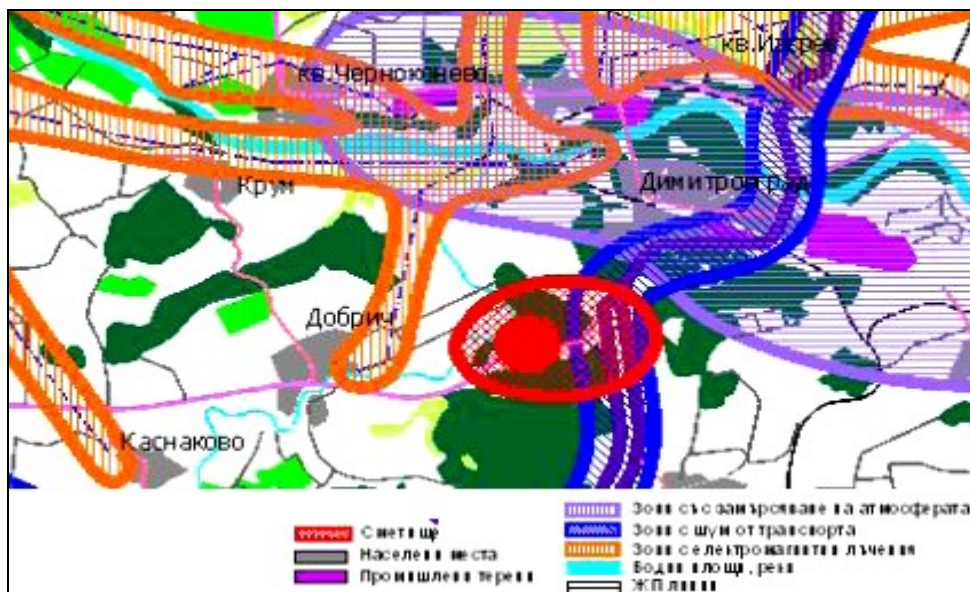 кв.Черноконево
кв.Изгрев
Крум
Димитровград
Добрич
Каснаково
Сметище
Населени места
Промишлени терени
Зони със замърсяване на атмосферата
Зони с шум от транспорта
Зони с електромагнитни лъчения
Водни площи, реки
ЖП линии